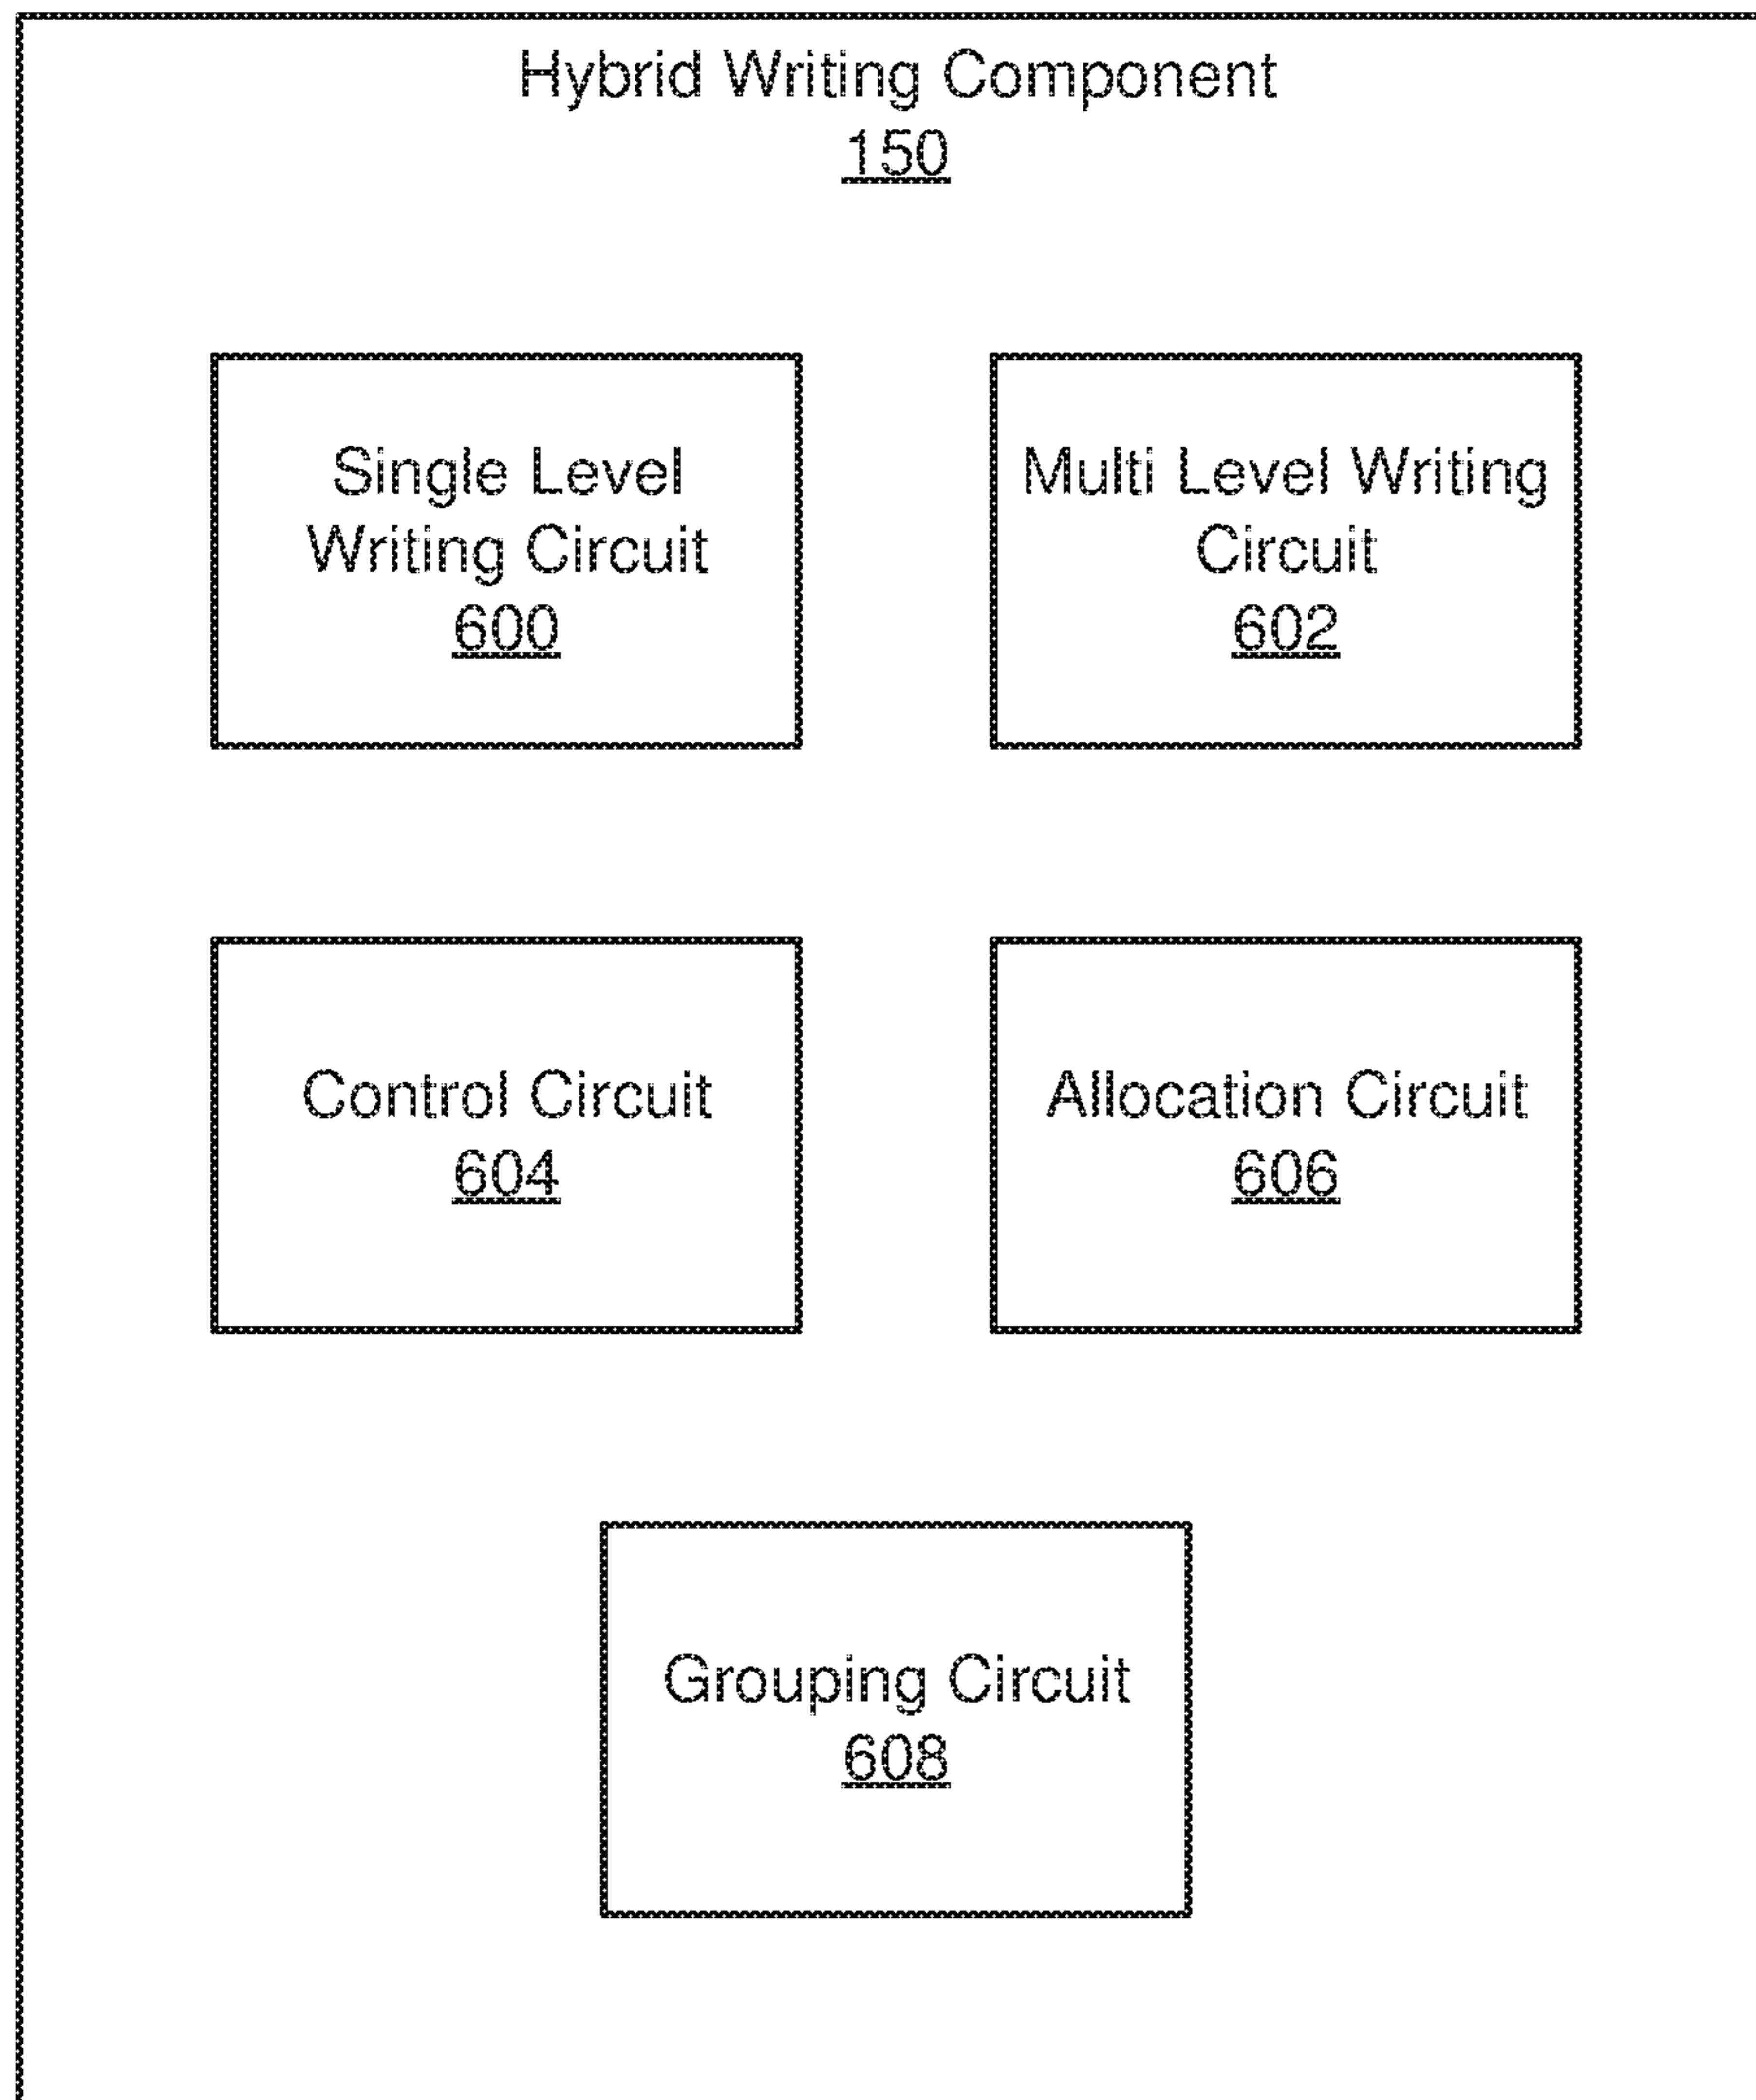 Hybrid Writing Component
150
Single Level
Writing Circuit
600
Multi Level Writing
Circuit
602
Control Circuit
604
Allocation Circuit
606
Grouping Circuit
608